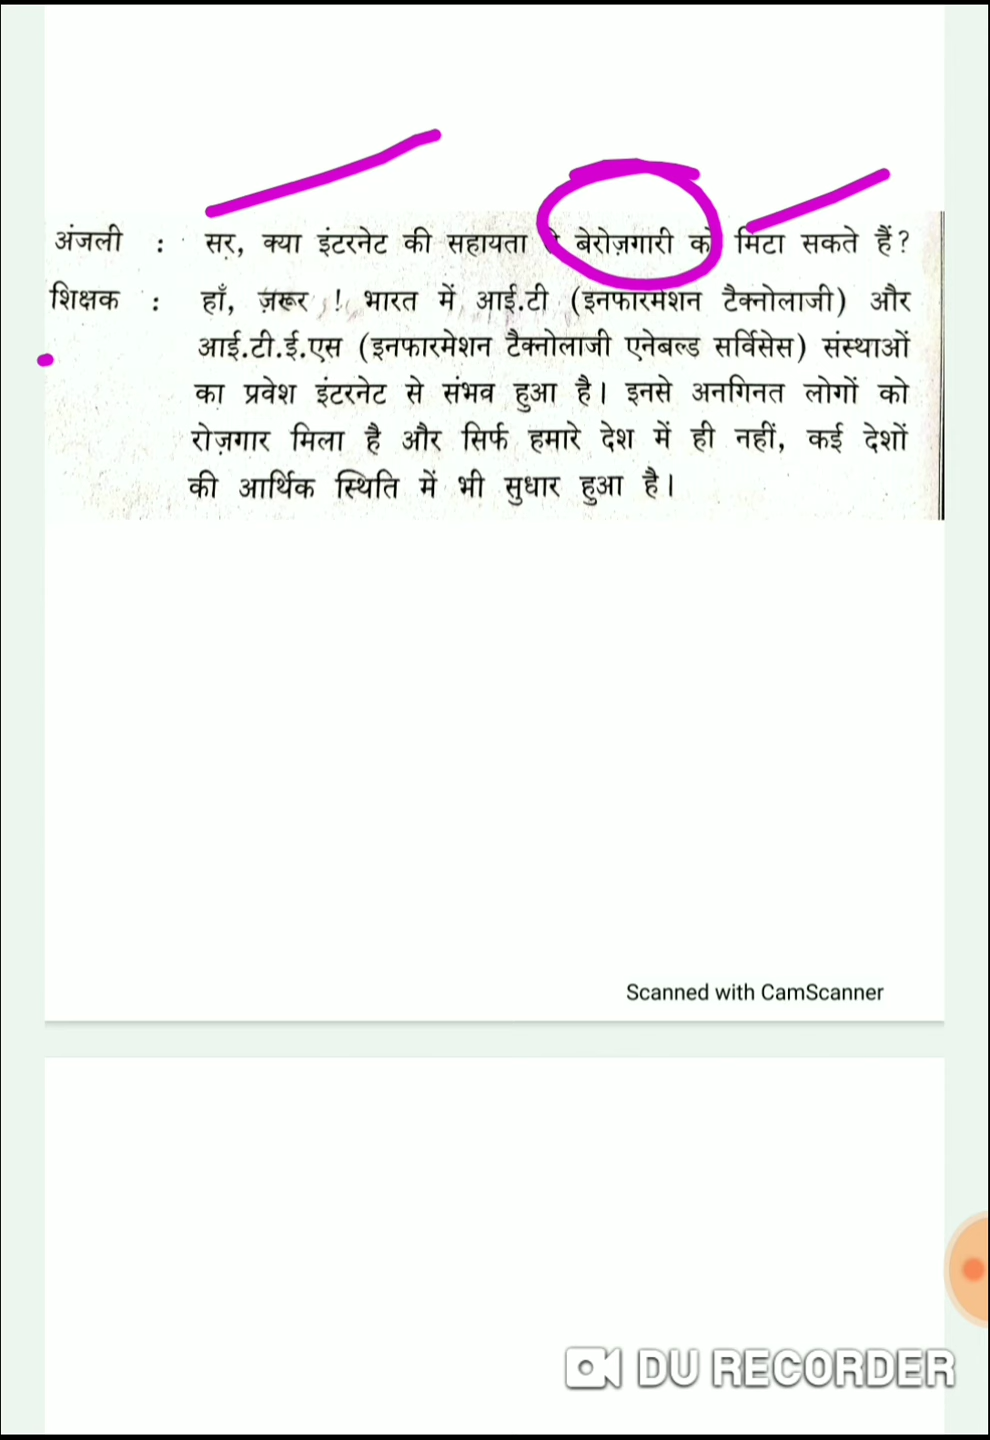 अंजली : सर, क्या इंटरनेट की सहायता बेरोज़गारी को मिटा सकते हैं?
शिक्षक : हाँ, ज़रूर ! भारत में आई.टी (इनफारमेशन टैक्नोलाजी) और
आई.टी.ई.एस (इनफारमेशन टैक्नोलाजी एनेबल्ड सर्विसेस) संस्थाओं
का प्रवेश इंटरनेट से संभव हुआ है। इनसे अनगिनत लोगों को
रोज़गार मिला है और सिर्फ हमारे देश में ही नहीं, कई देशों
की आर्थिक स्थिति में भी सुधार हुआ है।
Scanned with CamScanner
DU RECORDER